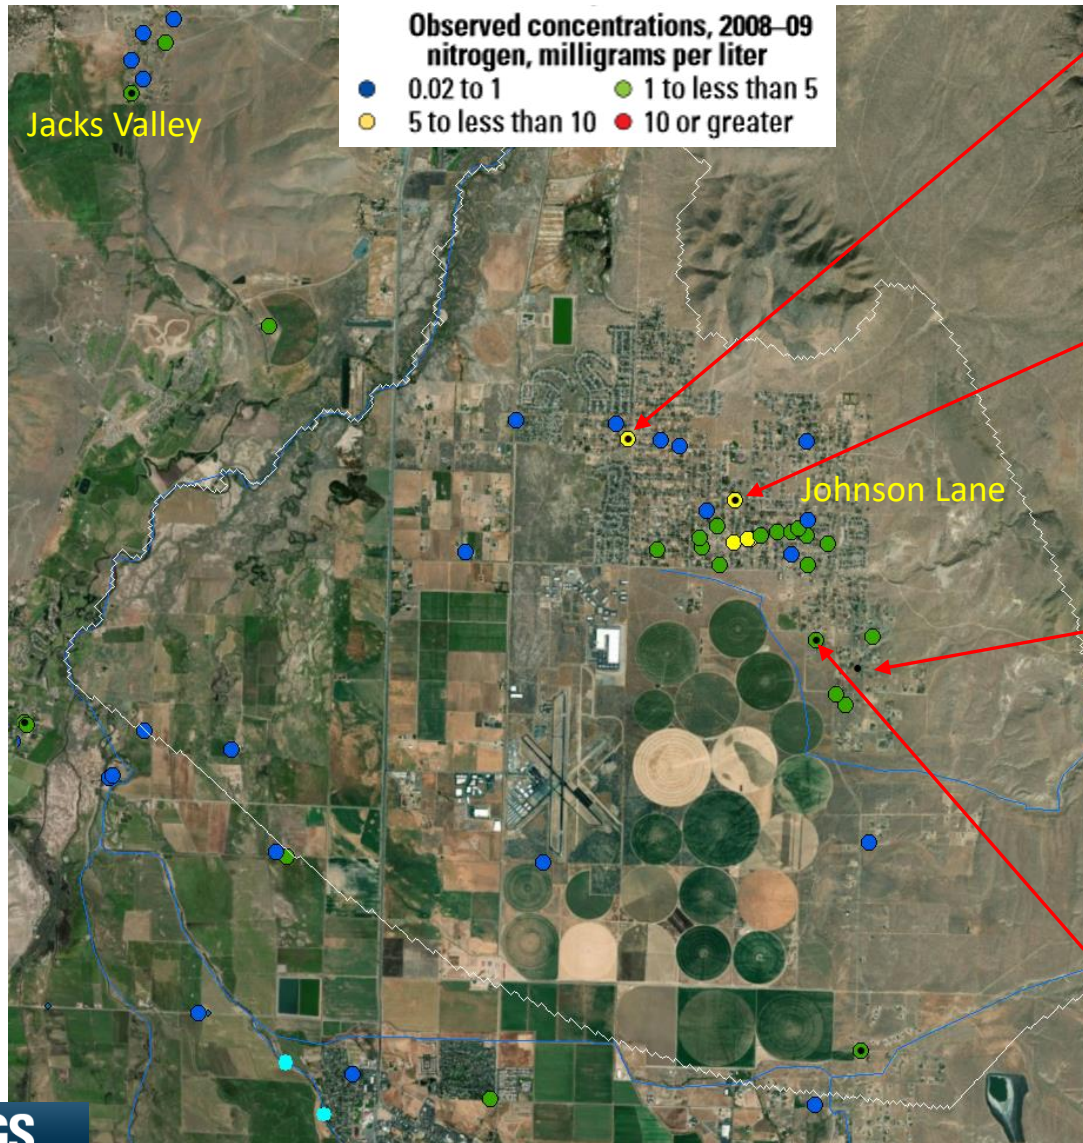 Observed concentrations, 2008–09
nitrogen, milligrams per liter
0.02 to 1
1 to less than 5
5 to less than 10
10 or greater
Jacks Valley
Johnson Lane